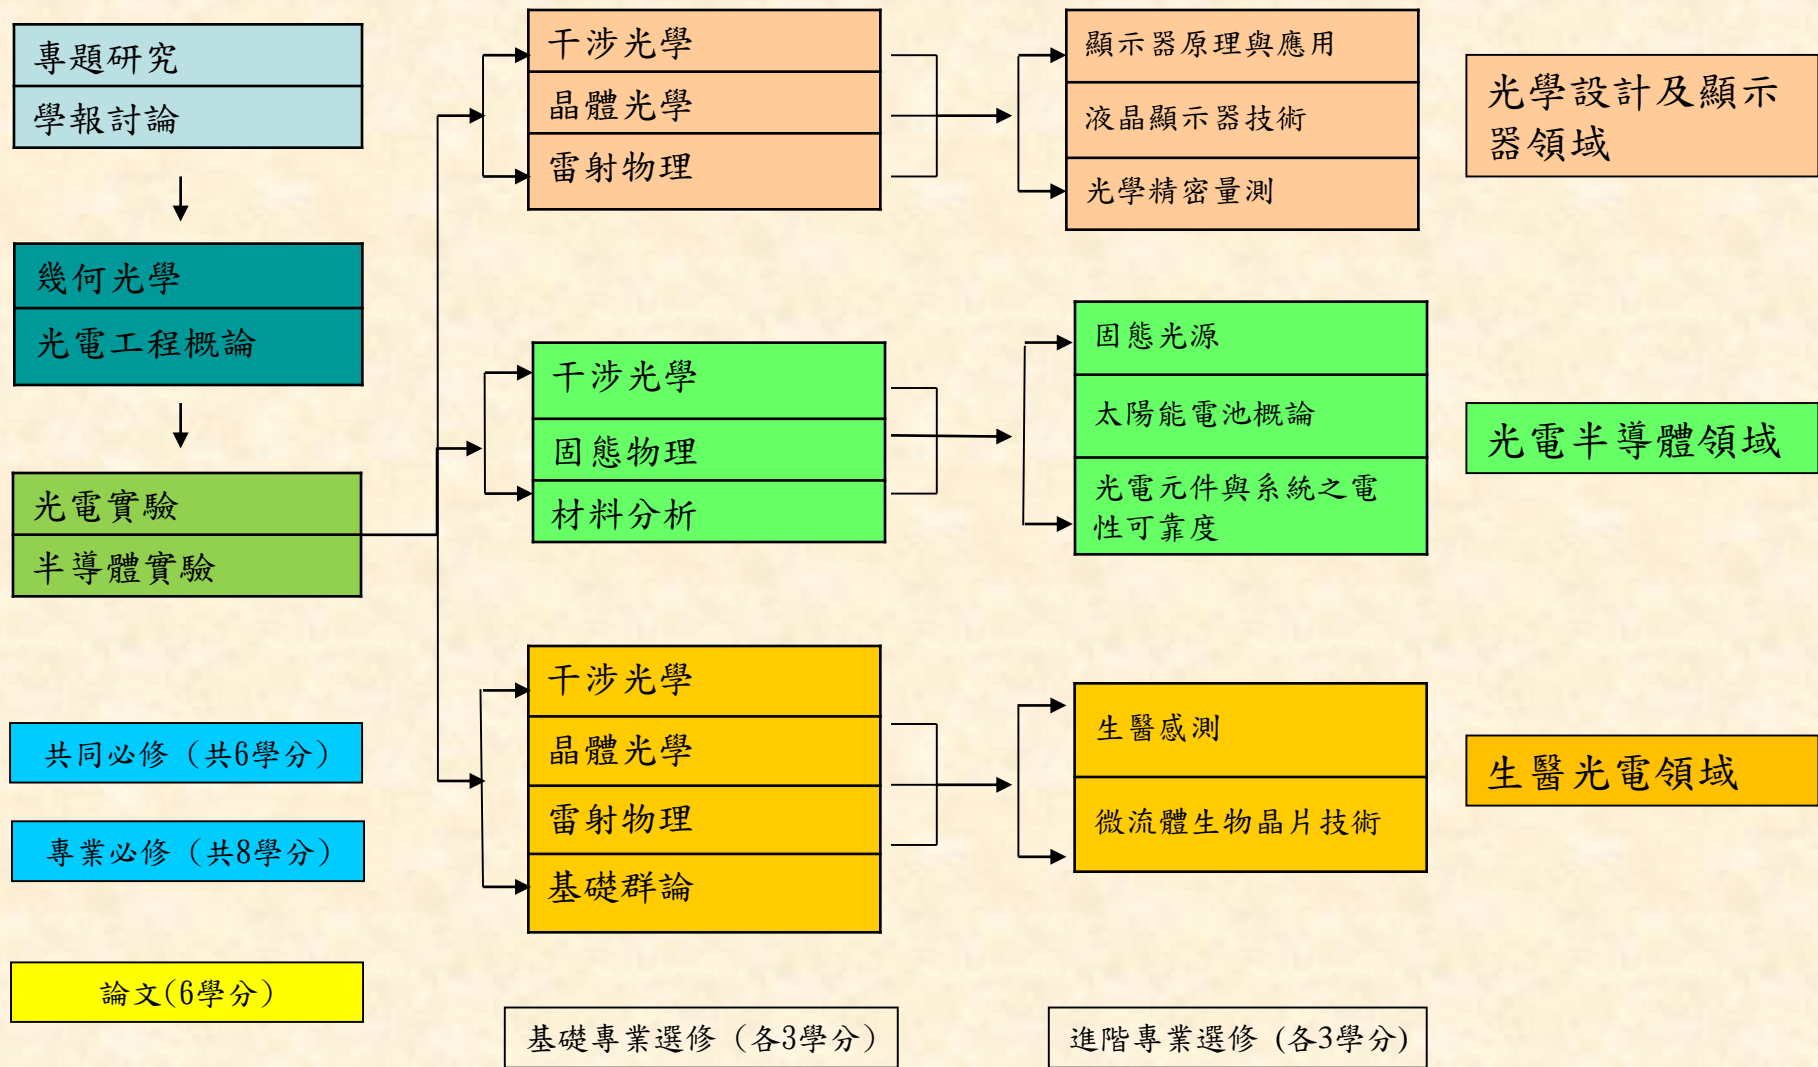 專題研究
學報討論
幾何光學
光電工程概論
光電實驗
半導體實驗
共同必修（共6學分）
專業必修（共8學分）
論文(6學分）
干涉光學
晶體光學
雷射物理
干涉光學
固態物理
材料分析
干涉光學
晶體光學
雷射物理
基礎群論
基礎專業選修（各3學分）
顯示器原理與應用
液晶顯示器技術
光學精密量測
固態光源
太陽能電池概論
光電元件與系統之電
性可靠度
生醫感測
微流體生物晶片技術
進階專業選修 (各3學分)
光學設計及顯示
器領域
光電半導體領域
生醫光電領域